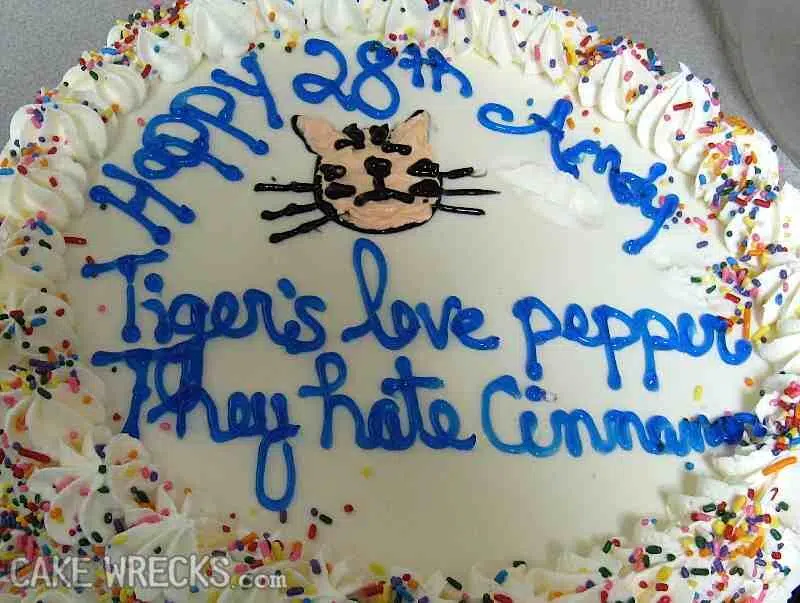 Happy 28th Andy
Tiger's love pepper
They hate Cinnamon
CAKE WRECKS.com